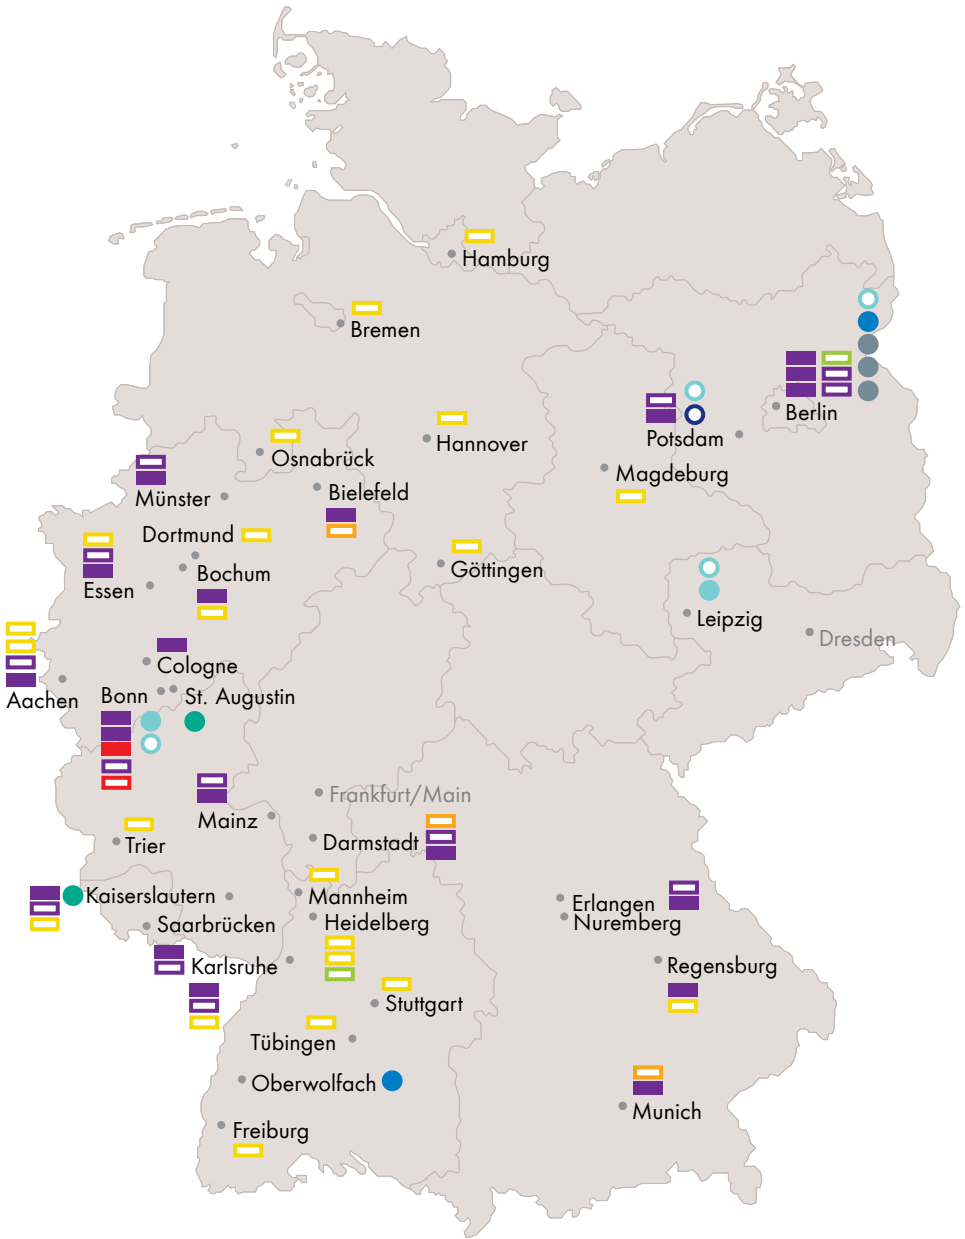 Hamburg
Bremen
Berlin
Hannover
Potsdam
Osnabrück
Magdeburg
Bielefeld
Münster
Dortmund
Göttingen
Bochum
Essen
Leipzig
Dresden
Cologne
Bonn
St. Augustin
Aachen
Frankfurt/Main
Mainz
Darmstadt
Trier
Kaiserslautern
Mannheim
Erlangen
Heidelberg
Nuremberg
Saarbrücken
Karlsruhe
Regensburg
Stuttgart
Tübingen
Oberwolfach
Munich
Freiburg